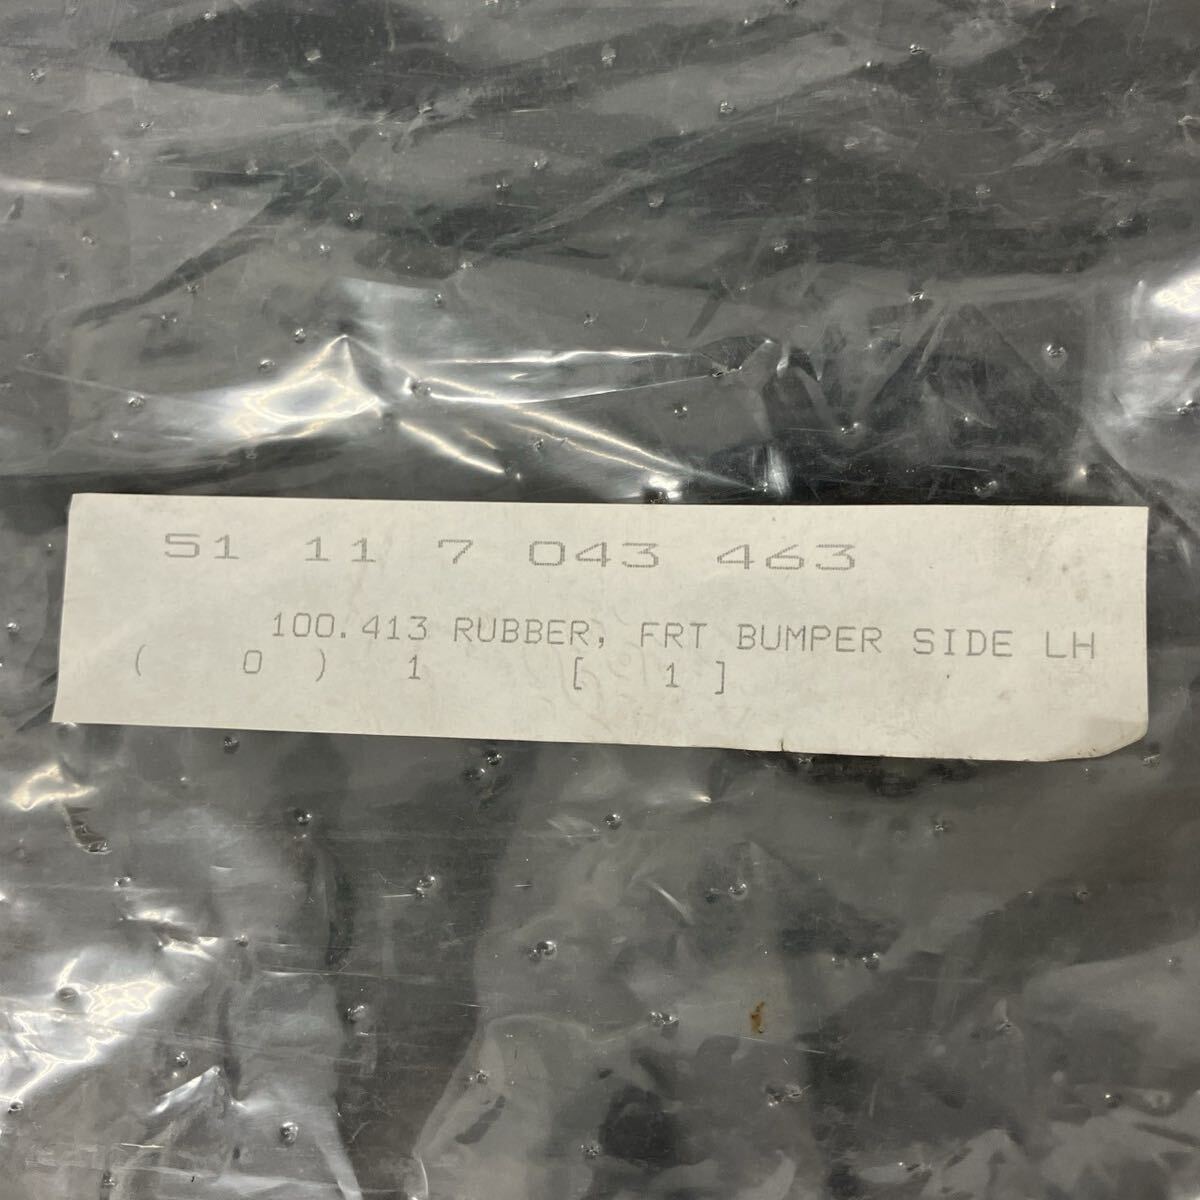 51 11 7 043 463
100.413 RUBBER, FRT BUMPER SIDE LH
( 0 ) 1 [ 1 ]